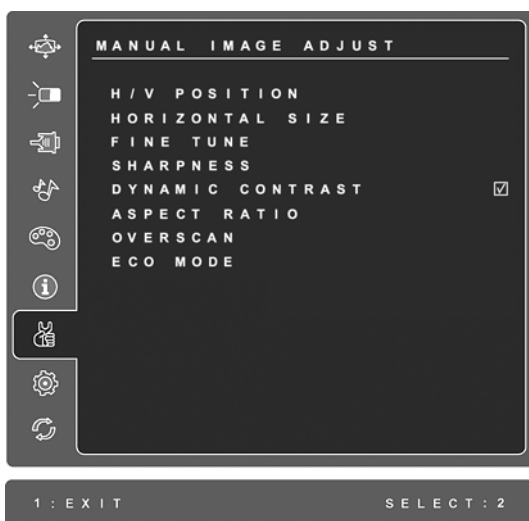 MANUAL IMAGE ADJUST
H/V POSITION
HORIZONTAL SIZE
FINE TUNE
SHARPNESS
DYNAMIC CONTRAST
ASPECT RATIO
OVERSCAN
ECO MODE
1:EXIT SELECT:2